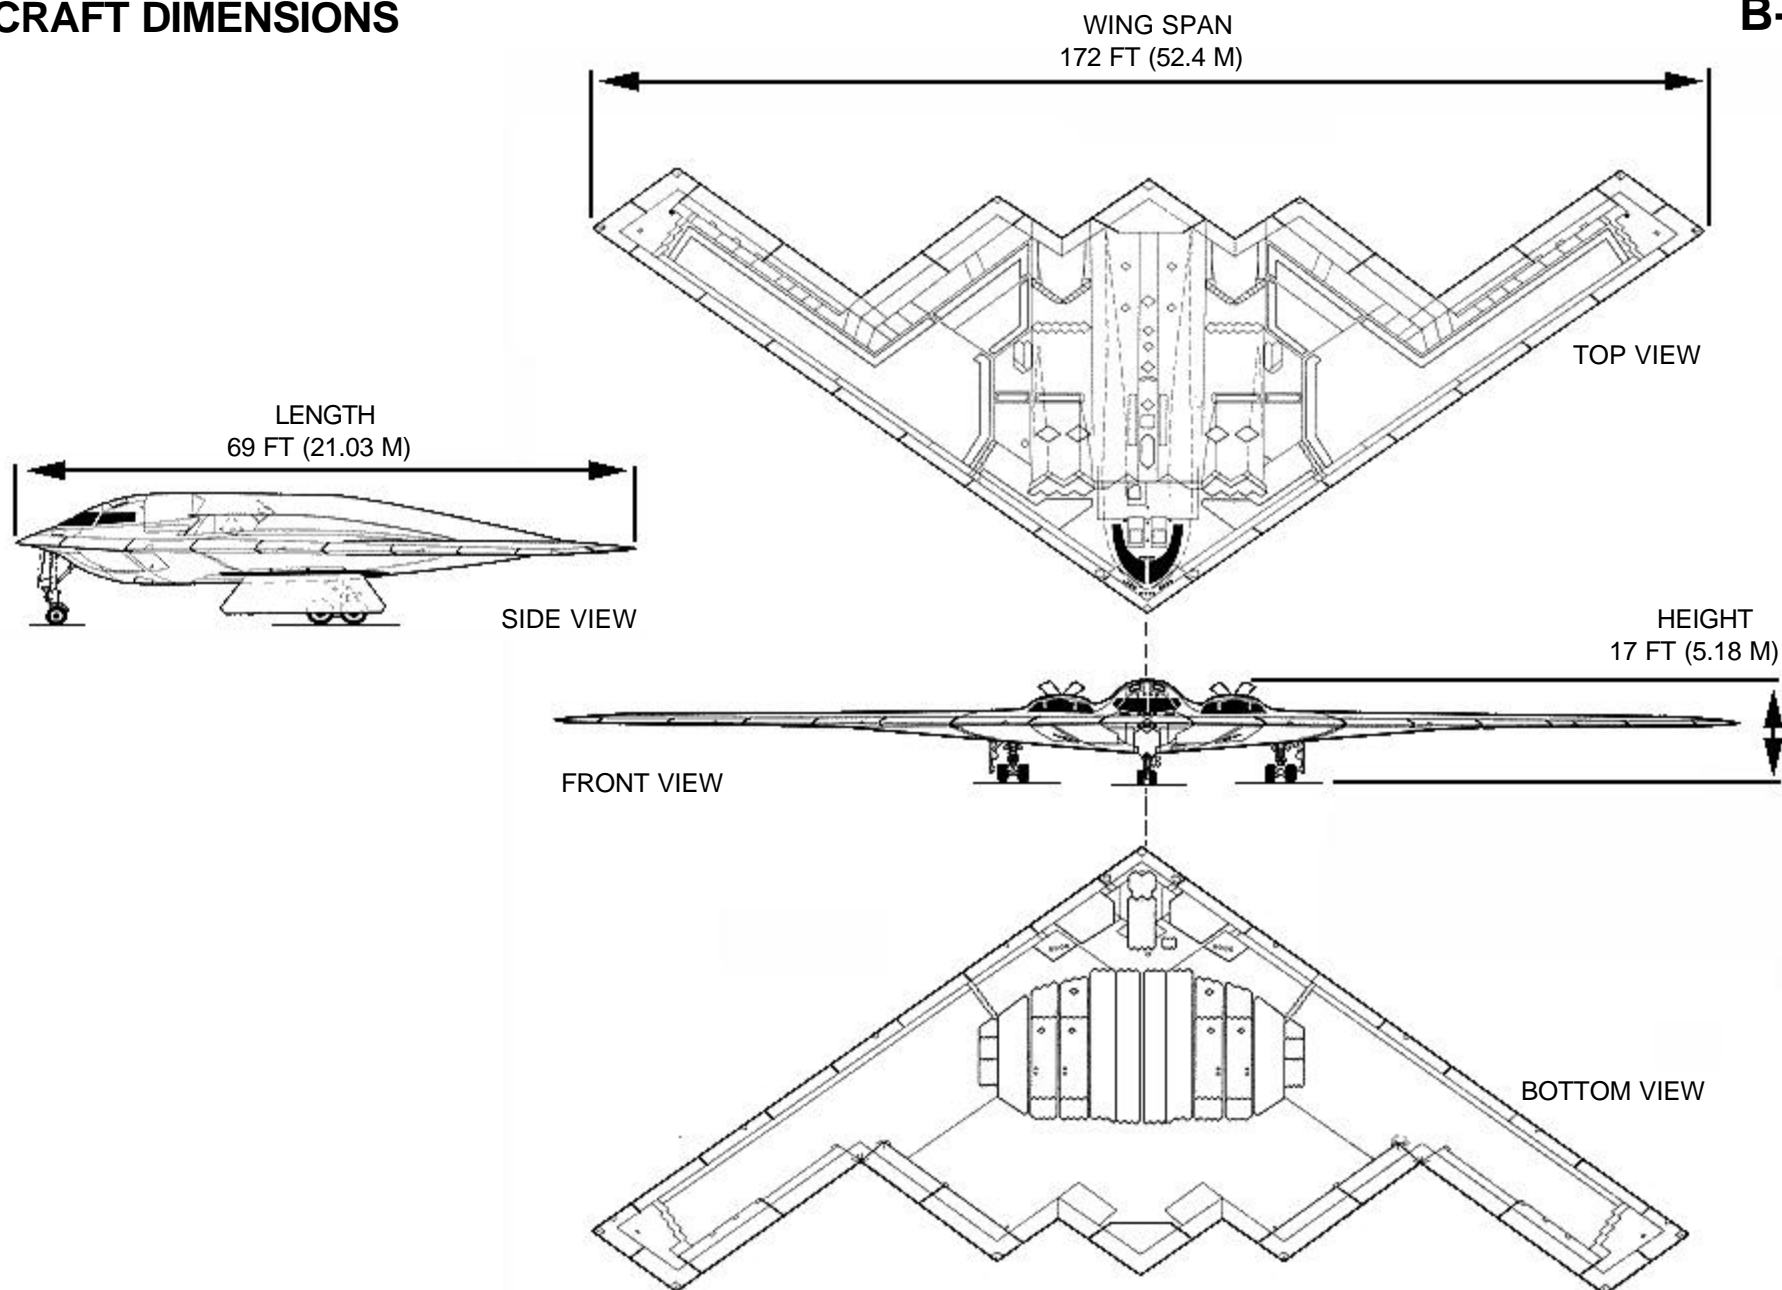 CRAFT DIMENSIONS
B-
WING SPAN
172 FT (52.4 M)
TOP VIEW
LENGTH
69 FT (21.03 M)
SIDE VIEW
HEIGHT
17 FT (5.18 M)
FRONT VIEW
BOTTOM VIEW